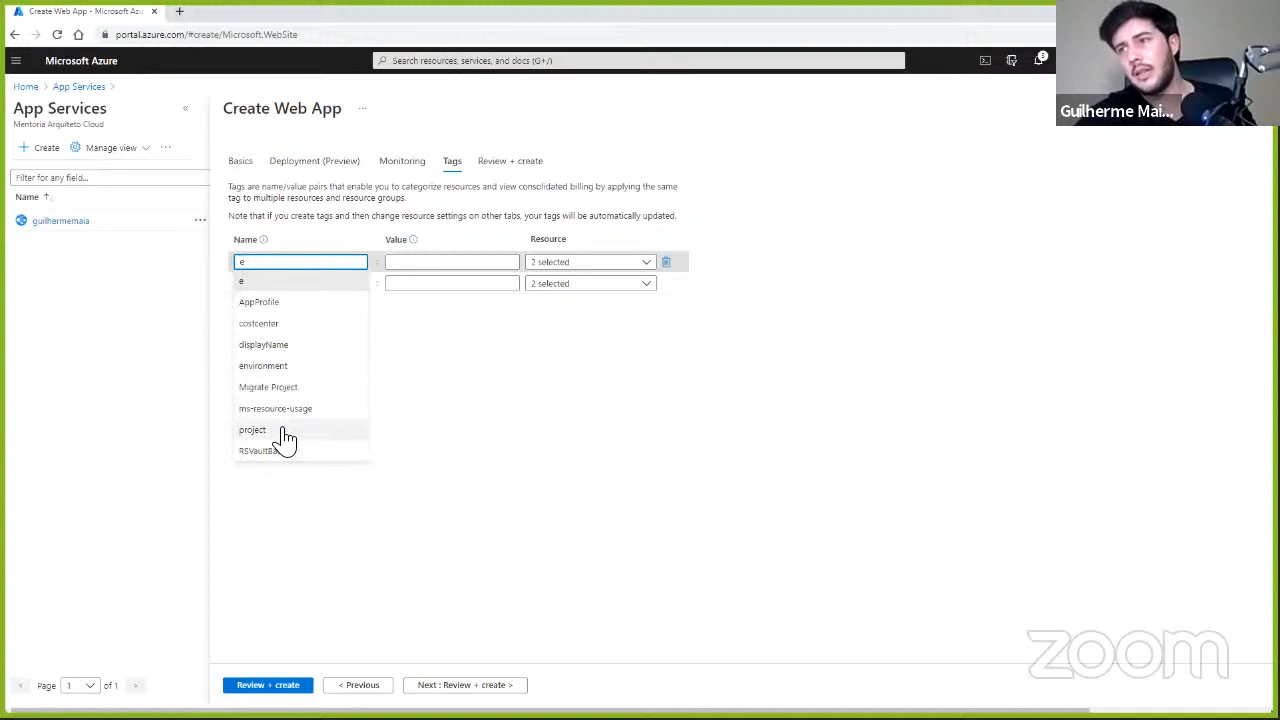 Create Web App - Microsoft Azu
portal.azure.com/#create/Microsoft.WebSite
Microsoft Azure
Search resources, services, and docs (G+/)
3
Guilherme Mai...
Home > App Services >
App Services
Mentoria Arquiteto Cloud
Create Manage view
Filter for any field...
Name
guilhermemaia
Page 1 of 1
Create Web App
Basics Deployment (Preview) Monitoring Tags Review + create
Tags are name/value pairs that enable you to categorize resources and view consolidated billing by applying the same
tag to multiple resources and resource groups.
Note that if you create tags and then change resource settings on other tabs, your tags will be automatically updated.
Name Value Resource
e : 2 selected
: 2 selected
e
AppProfile
costcenter
displayName
environment
Migrate Project
ms-resource-usage
project
Review + create < Previous Next : Review + create >
zoom